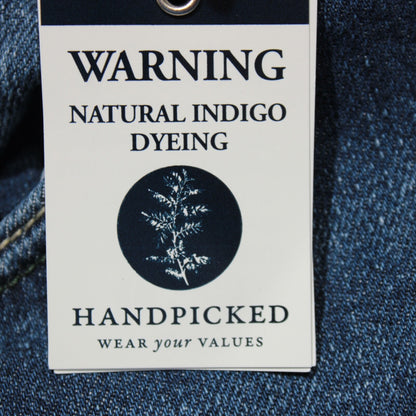 WARNING
NATURAL INDIGO
DYEING
HANDPICKED
WEAR your VALUES